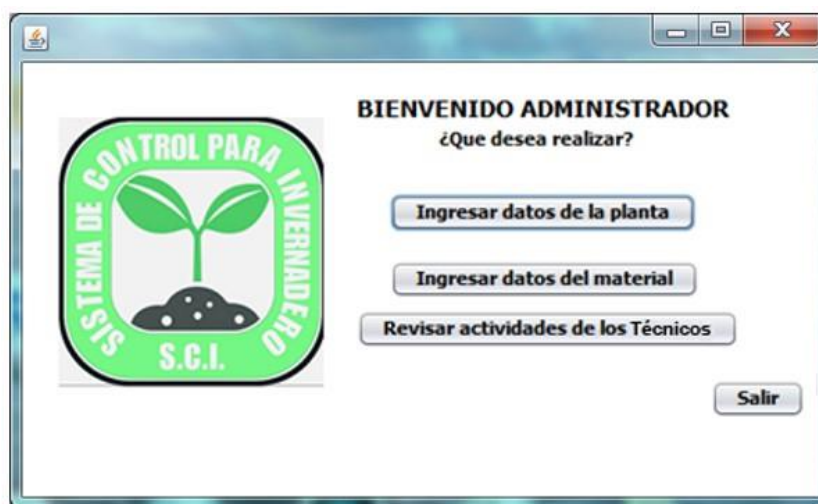 SISTEMA DE CONTROL PARA INVERNADERO
S.C.I.
BIENVENIDO ADMINISTRADOR
¿Que desea realizar?
Ingresar datos de la planta
Ingresar datos del material
Revisar actividades de los Técnicos
Salir